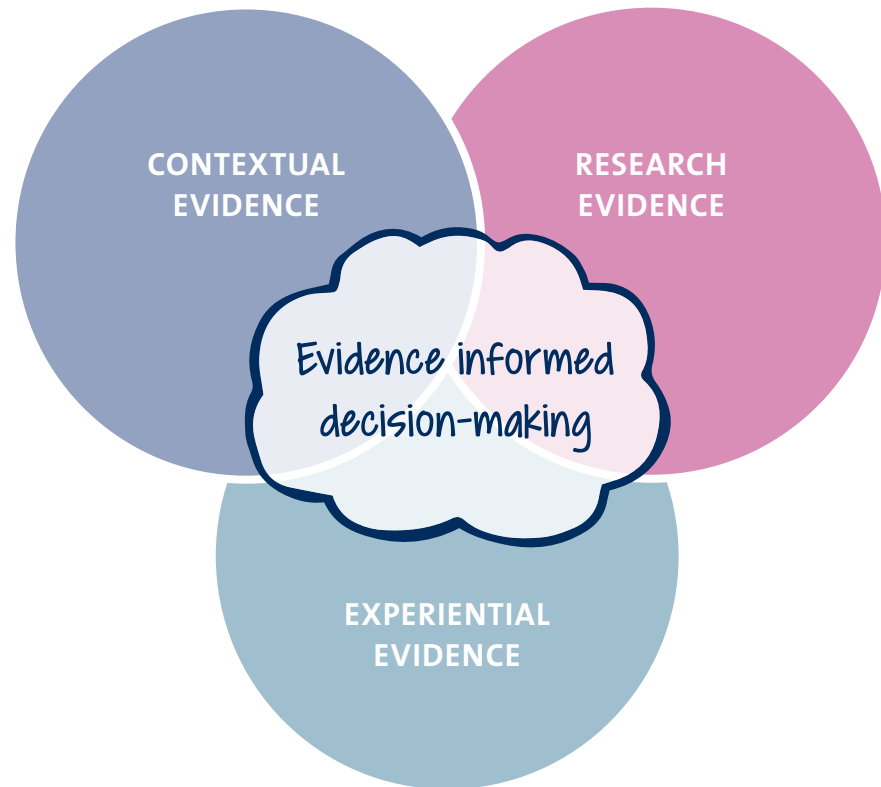 CONTEXTUAL
EVIDENCE
RESEARCH
EVIDENCE
Evidence informed
decision-making
EXPERIENTIAL
EVIDENCE